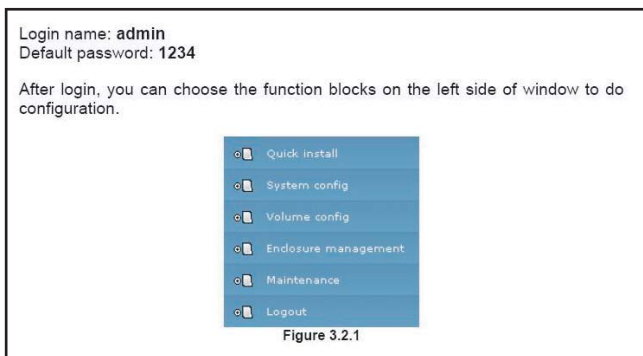 Login name: admin
Default password: 1234
After login, you can choose the function blocks on the left side of window to do
configuration.
Quick install
System config
Volume config
Enclosure management
Maintenance
Logout
Figure 3.2.1